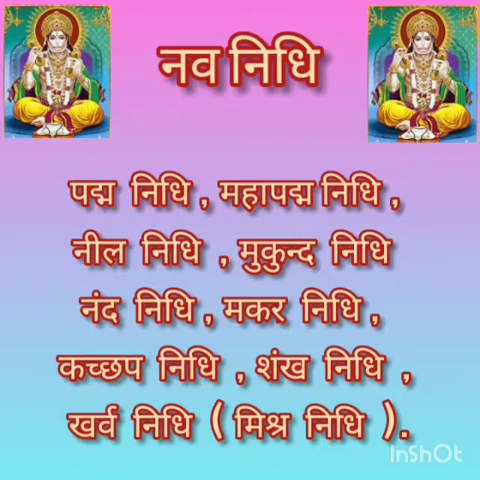 नव निधि
पद्म निधि , महापद्म निधि ,
नील निधि , मुकुन्द निधि
नंद निधि , मकर निधि ,
कच्छप निधि , शंख निधि ,
खर्व निधि ( मिश्र निधि ).
InShOt